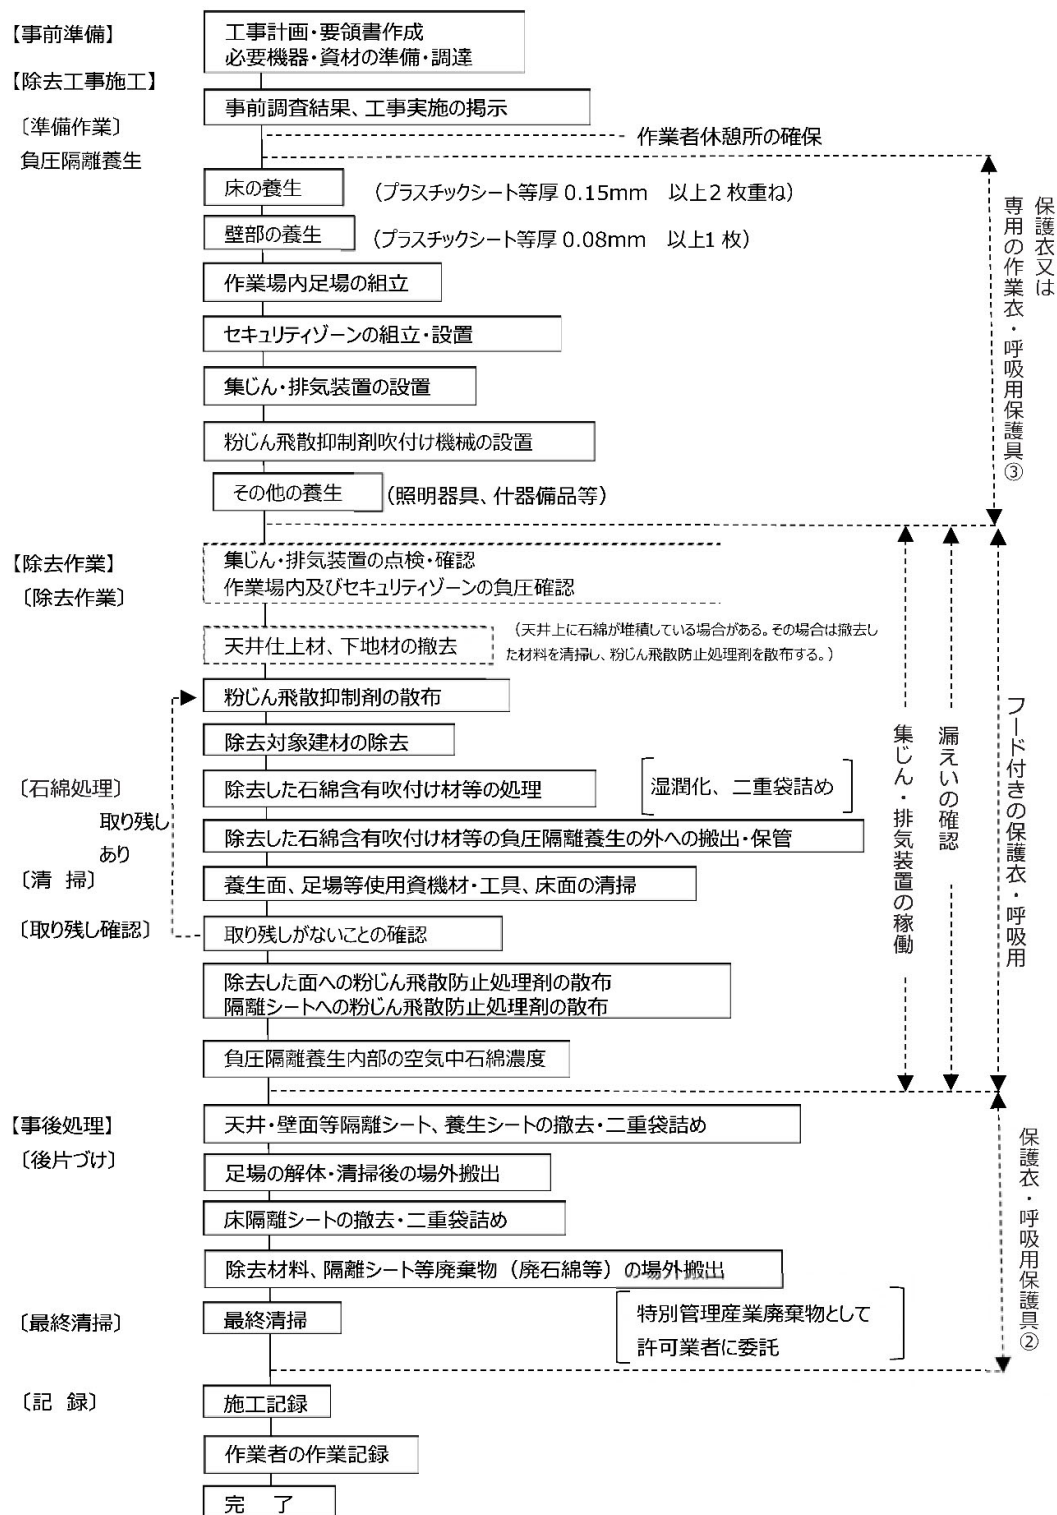 【事前準備】
工事計画・要領書作成
必要機器・資材の準備・調達
【除去工事施工】
事前調査結果、工事実施の掲示
〔準備作業〕
作業者休憩所の確保
負圧隔離養生
床の養生
（プラスチックシート等厚 0.15mm　以上2 枚重ね）
壁部の養生
（プラスチックシート等厚 0.08mm　以上1 枚）
作業場内足場の組立
セキュリティゾーンの組立・設置
集じん・排気装置の設置
粉じん飛散抑制剤吹付け機械の設置
その他の養生
（照明器具、什器備品等）
保護衣又は
専用の作業衣・呼吸用保護具③
【除去作業】
〔除去作業〕
集じん・排気装置の点検・確認
作業場内及びセキュリティゾーンの負圧確認
天井仕上材、下地材の撤去
（天井上に石綿が堆積している場合がある。その場合は撤去し
た材料を清掃し、粉じん飛散防止処理剤を散布する。）
粉じん飛散抑制剤の散布
除去対象建材の除去
〔石綿処理〕
除去した石綿含有吹付け材等の処理
湿潤化、二重袋詰め
取り残し
あり
除去した石綿含有吹付け材等の負圧隔離養生の外への搬出・保管
〔清 掃〕
養生面、足場等使用資機材・工具、床面の清掃
〔取り残し確認〕
取り残しがないことの確認
除去した面への粉じん飛散防止処理剤の散布
隔離シートへの粉じん飛散防止処理剤の散布
負圧隔離養生内部の空気中石綿濃度
集じん・排気装置の稼働
漏えいの確認
フード付きの保護衣・呼吸用
【事後処理】
〔後片づけ〕
天井・壁面等隔離シート、養生シートの撤去・二重袋詰め
足場の解体・清掃後の場外搬出
床隔離シートの撤去・二重袋詰め
除去材料、隔離シート等廃棄物（廃石綿等）の場外搬出
〔最終清掃〕
最終清掃
特別管理産業廃棄物として
許可業者に委託
保護衣・呼吸用保護具②
〔記 録〕
施工記録
作業者の作業記録
完　了